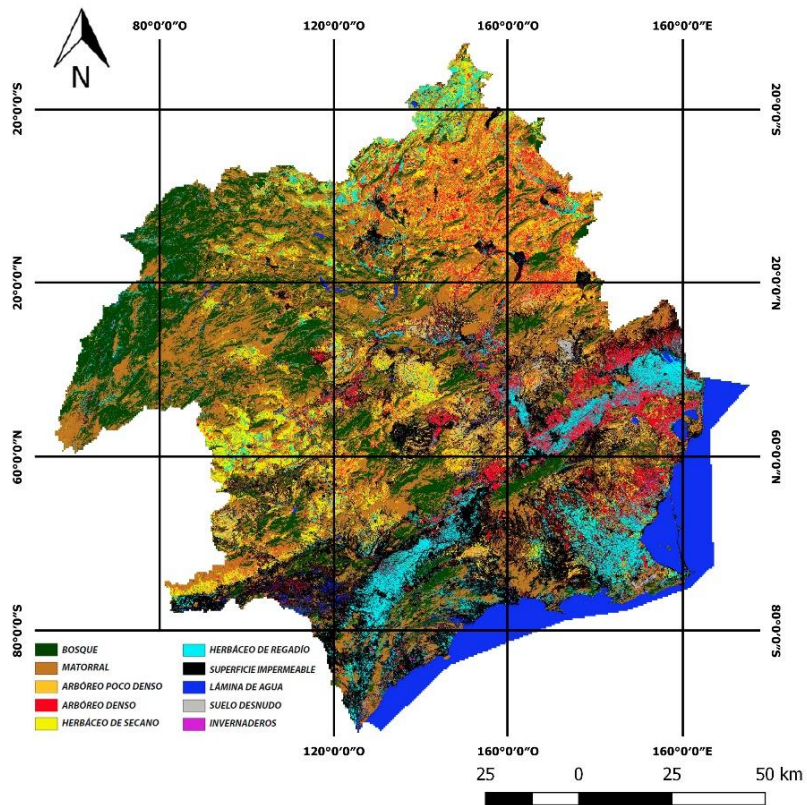 80°0'0"O 120°0'0"O 160°0'0"O 160°0'0"E
N
20°0'0"S 20°0'0"S
20°0'0"N 20°0'0"N
60°0'0"N 60°0'0"N
80°0'0"S 80°0'0"S
BOSQUE
MATORRAL
ARBÓREO POCO DENSO
ARBÓREO DENSO
HERBÁCEO DE SECANO
HERBÁCEO DE REGADÍO
SUPERFICIE IMPERMEABLE
LÁMINA DE AGUA
SUELO DESNUDO
INVERNADEROS
120°0'0"O 160°0'0"O 160°0'0"E
25 0 25 50 km